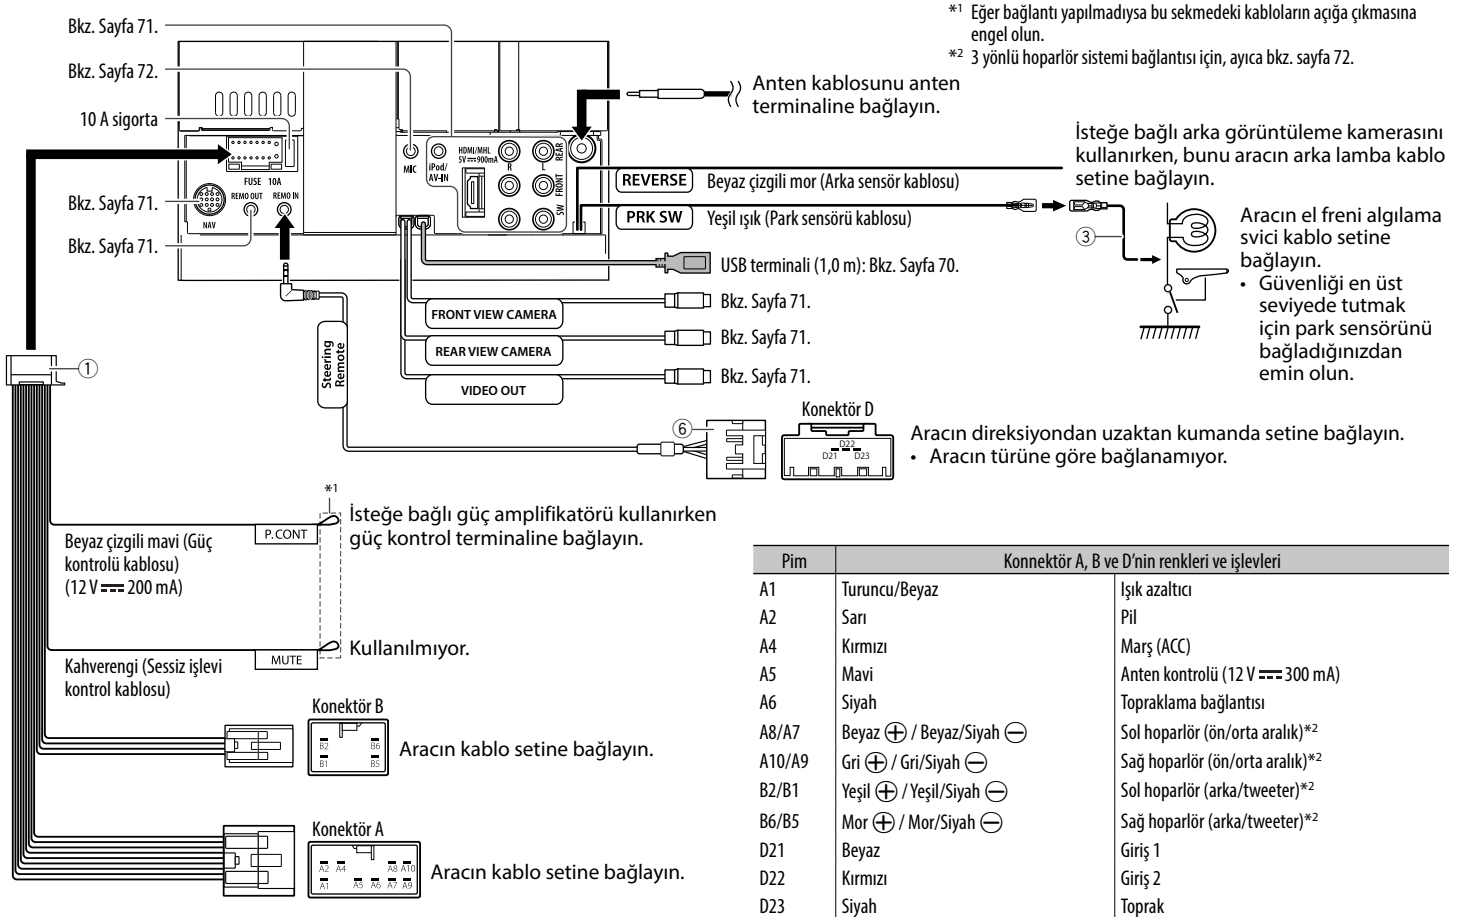 *1 Eğer bağlantı yapılmadıysa bu sekmedeki kabloların açığa çıkmasına
engel olun.
*2 3 yönlü hoparlör sistemi bağlantısı için, ayıca bkz. sayfa 72.
Bkz. Sayfa 71.
Bkz. Sayfa 72.
10 A sigorta
Bkz. Sayfa 71.
Bkz. Sayfa 71.
FUSE 10A
REMO OUT
REMO IN
NAV
MIC
iPod/
AV-IN
HDMI/MHL
5V ⎓ 900mA
R
L
REAR
FRONT
SW
Anten kablosunu anten
terminaline bağlayın.
İsteğe bağlı arka görüntüleme kamerasını
kullanırken, bunu aracın arka lamba kablo
setine bağlayın.
REVERSE
Beyaz çizgili mor (Arka sensör kablosu)
PRK SW
Yeşil ışık (Park sensörü kablosu)
3
Aracın el freni algılama
svici kablo setine
bağlayın.
• Güvenliği en üst
seviyede tutmak
için park sensörünü
bağladığınızdan
emin olun.
USB terminali (1,0 m): Bkz. Sayfa 70.
FRONT VIEW CAMERA
Bkz. Sayfa 71.
REAR VIEW CAMERA
Bkz. Sayfa 71.
VIDEO OUT
Bkz. Sayfa 71.
Steering
Remote
1
6
Konektör D
D22
D21 D23
Aracın direksiyondan uzaktan kumanda setine bağlayın.
• Aracın türüne göre bağlanamıyor.
*1
P.CONT
İsteğe bağlı güç amplifikatörü kullanırken
güç kontrol terminaline bağlayın.
Beyaz çizgili mavi (Güç
kontrolü kablosu)
(12 V ⎓ 200 mA)
MUTE
Kullanılmıyor.
Kahverengi (Sessiz işlevi
kontrol kablosu)
Konektör B
B2 B6
B1 B5
Aracın kablo setine bağlayın.
Konektör A
A2 A4 A8 A10
A1 A5 A6 A7 A9
Aracın kablo setine bağlayın.
Pim Konnektör A, B ve D’nin renkleri ve işlevleri
A1 Turuncu/Beyaz Işık azaltıcı
A2 Sarı Pil
A4 Kırmızı Marş (ACC)
A5 Mavi Anten kontrolü (12 V ⎓ 300 mA)
A6 Siyah Topraklama bağlantısı
A8/A7 Beyaz ⊕ / Beyaz/Siyah ⊖ Sol hoparlör (ön/orta aralık)*2
A10/A9 Gri ⊕ / Gri/Siyah ⊖ Sağ hoparlör (ön/orta aralık)*2
B2/B1 Yeşil ⊕ / Yeşil/Siyah ⊖ Sol hoparlör (arka/tweeter)*2
B6/B5 Mor ⊕ / Mor/Siyah ⊖ Sağ hoparlör (arka/tweeter)*2
D21 Beyaz Giriş 1
D22 Kırmızı Giriş 2
D23 Siyah Toprak